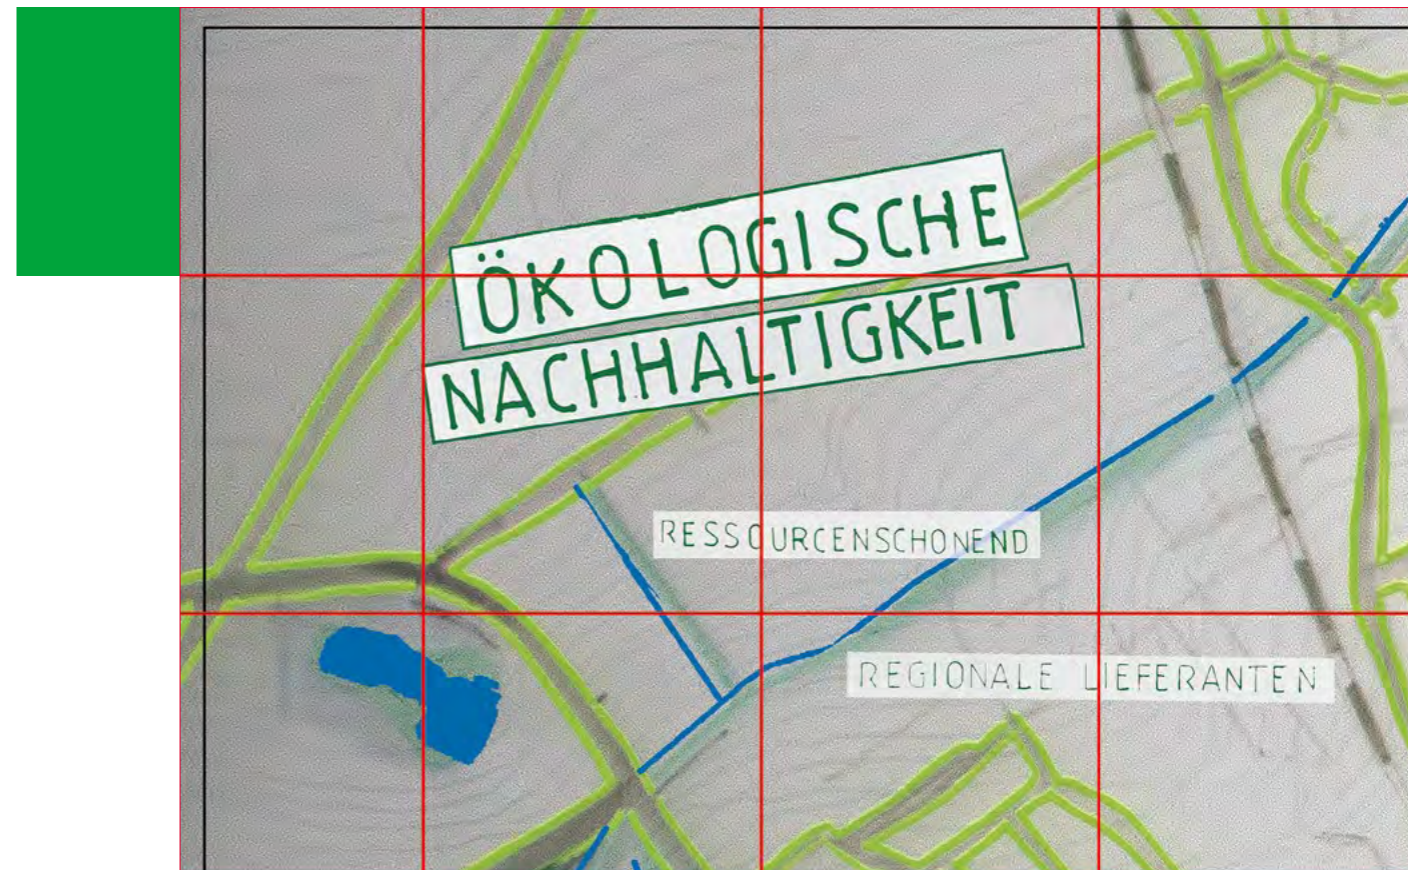 ÖKOLOGISCHE
NACHHALTIGKEIT
RESSOURCENSCHONEND
REGIONALE LIEFERANTEN